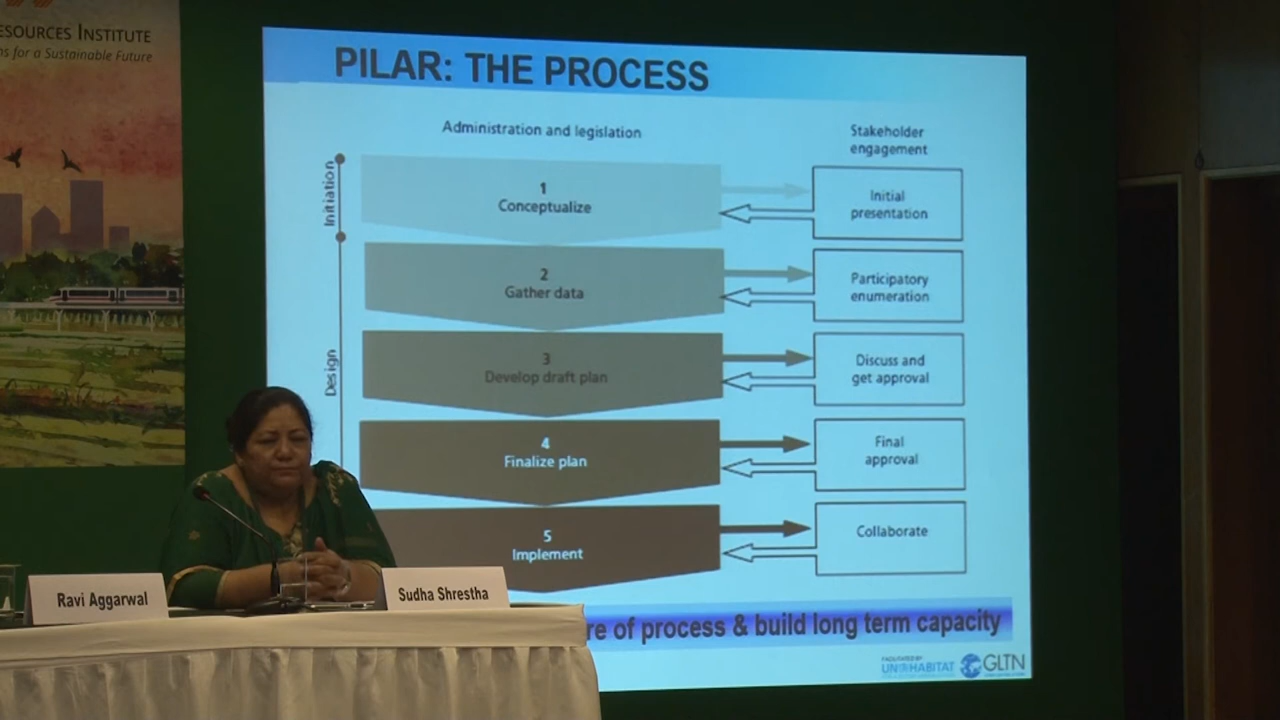 ESOURCES INSTITUTE
ns for a Sustainable Future
PILAR: THE PROCESS
Administration and legislation
Stakeholder
engagement
Initiation
1
Conceptualize
Initial
presentation
2
Gather data
Participatory
enumeration
Design
3
Develop draft plan
Discuss and
get approval
4
Finalize plan
Final
approval
5
Implement
Collaborate
re of process & build long term capacity
FACILITATED BY
UN HABITAT
GLTN
Ravi Aggarwal
Sudha Shrestha